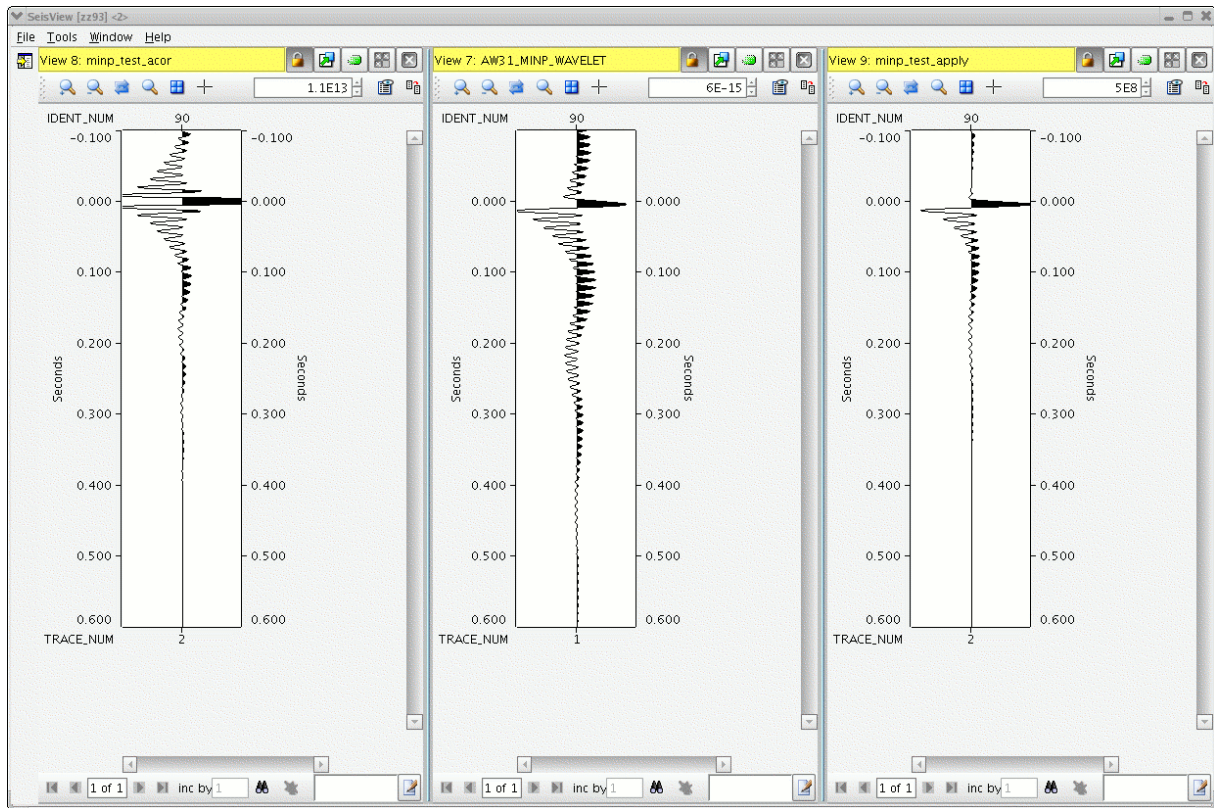 SeisView [zz93] <2>
File Tools Window Help
View 8: minp_test_acor
1.1E13
IDENT_NUM 90
-0.100 -0.100
0.000 0.000
0.100 0.100
0.200 0.200
Seconds Seconds
0.300 0.300
0.400 0.400
0.500 0.500
0.600 0.600
TRACE_NUM 2
1 of 1 inc by 1
View 7: AW31_MINP_WAVELET
6E-15
IDENT_NUM 90
-0.100 -0.100
0.000 0.000
0.100 0.100
0.200 0.200
Seconds Seconds
0.300 0.300
0.400 0.400
0.500 0.500
0.600 0.600
TRACE_NUM 1
1 of 1 inc by 1
View 9: minp_test_apply
5E8
IDENT_NUM 90
-0.100 -0.100
0.000 0.000
0.100 0.100
0.200 0.200
Seconds Seconds
0.300 0.300
0.400 0.400
0.500 0.500
0.600 0.600
TRACE_NUM 2
1 of 1 inc by 1